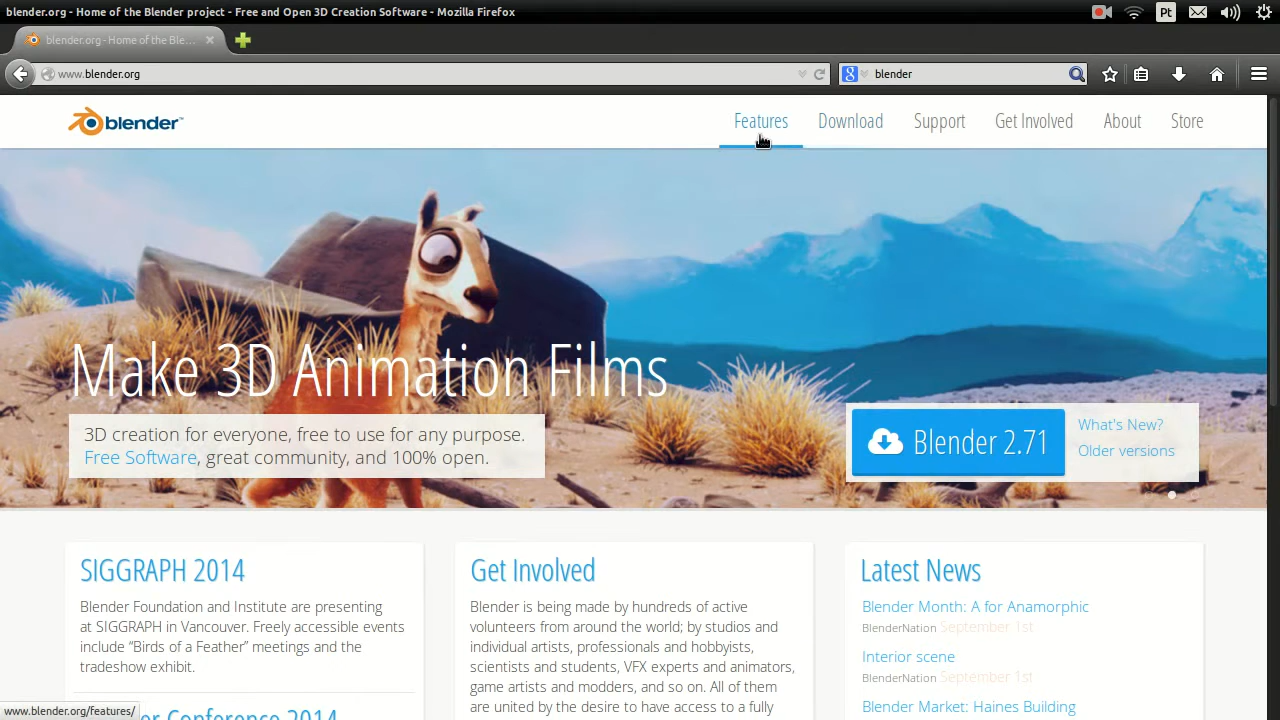 blender.org - Home of the Blender project - Free and Open 3D Creation Software - Mozilla Firefox
Pt
blender.org - Home of the Ble...
www.blender.org
8
blender
blender™
Features
Download
Support
Get Involved
About
Store
Make 3D Animation Films
3D creation for everyone, free to use for any purpose.
Free Software, great community, and 100% open.
Blender 2.71
What's New?
Older versions
SIGGRAPH 2014
Blender Foundation and Institute are presenting
at SIGGRAPH in Vancouver. Freely accessible events
include “Birds of a Feather” meetings and the
tradeshow exhibit.
er Conference 2014
Get Involved
Blender is being made by hundreds of active
volunteers from around the world; by studios and
individual artists, professionals and hobbyists,
scientists and students, VFX experts and animators,
game artists and modders, and so on. All of them
are united by the desire to have access to a fully
Latest News
Blender Month: A for Anamorphic
BlenderNation September 1st
Interior scene
BlenderNation September 1st
Blender Market: Haines Building
www.blender.org/features/